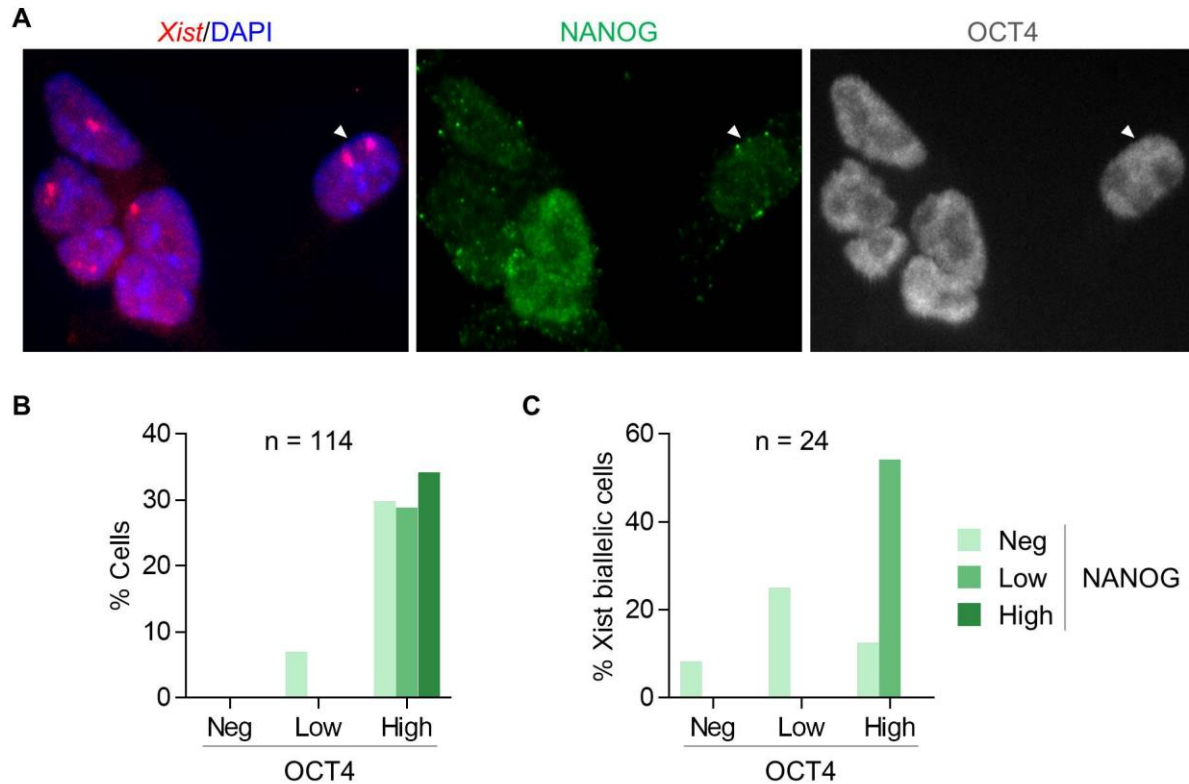 A
Xist/DAPI NANOG OCT4
B
% Cells
n = 114
40
30
20
10
0
Neg Low High
OCT4
C
% Xist biallelic cells
n = 24
60
40
20
0
Neg Low High
OCT4
Neg
Low
High
NANOG